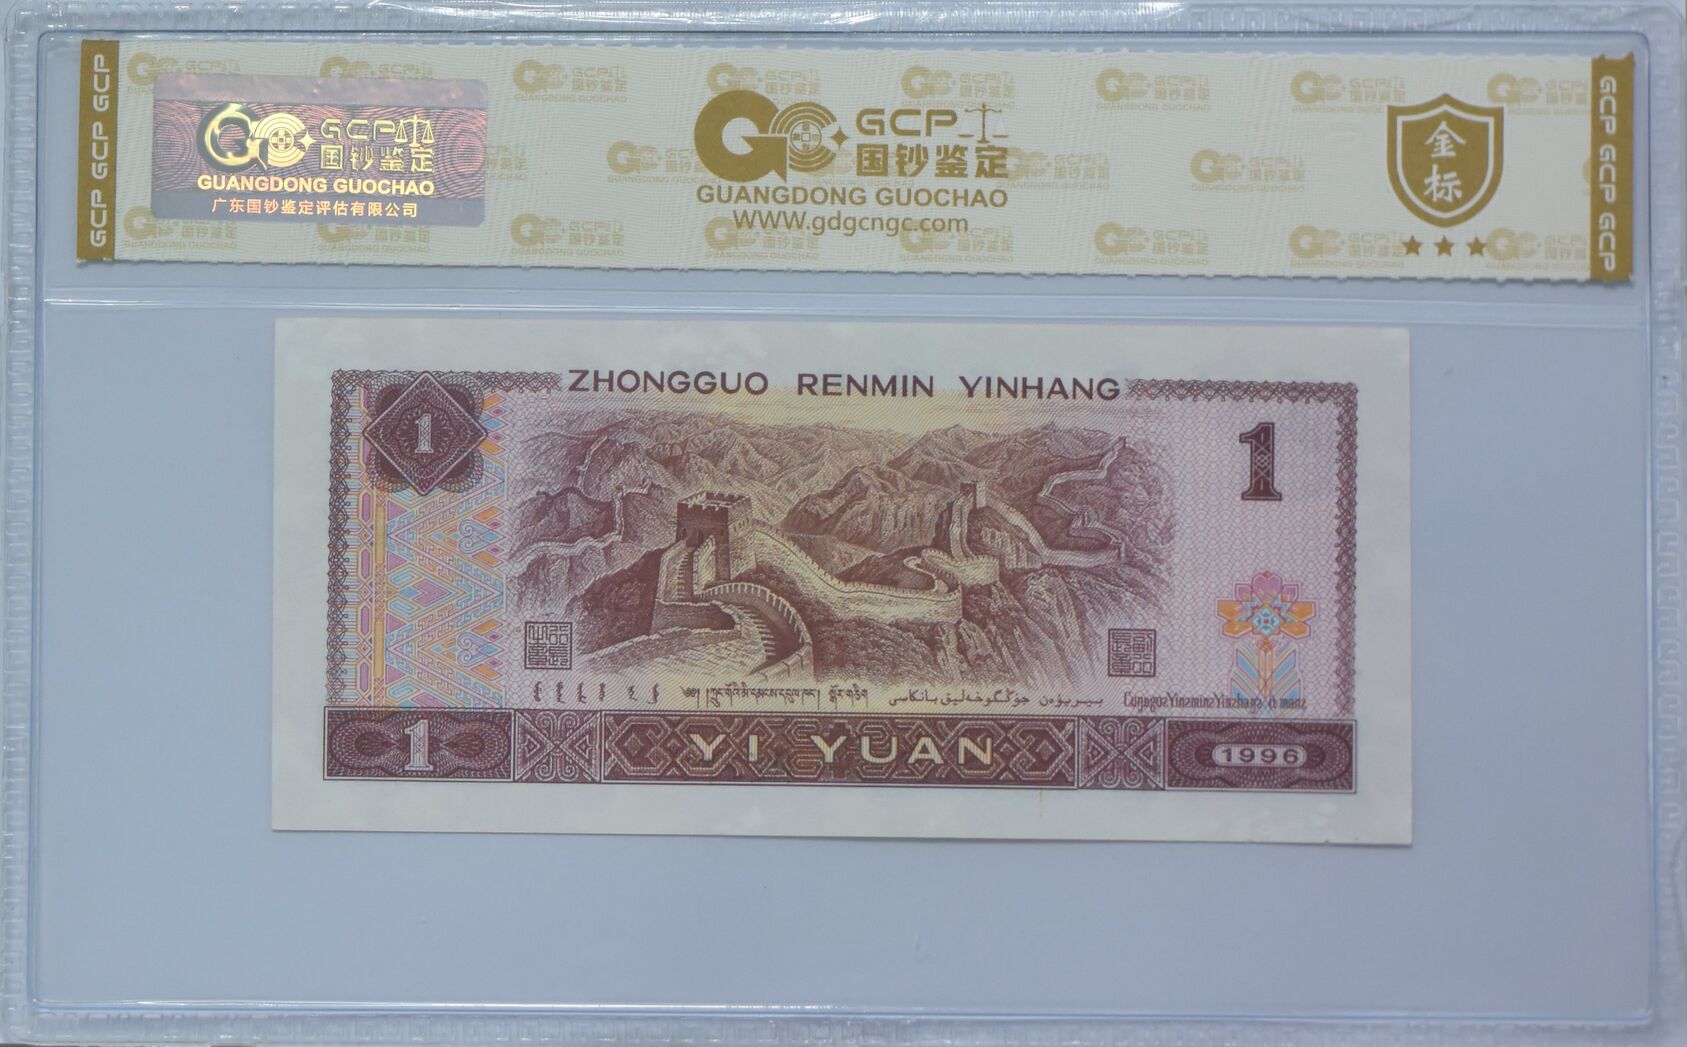 GCP GCP GCP
GCP 国钞鉴定
GUANGDONG GUOCHAO
广东国钞鉴定评估有限公司
GCP
国钞鉴定
GUANGDONG GUOCHAO
WWW.gdgcngc.com
金标
GCP GCP GCP
ZHONGGUO RENMIN YINHANG
1
1
1
YI YUAN
1996